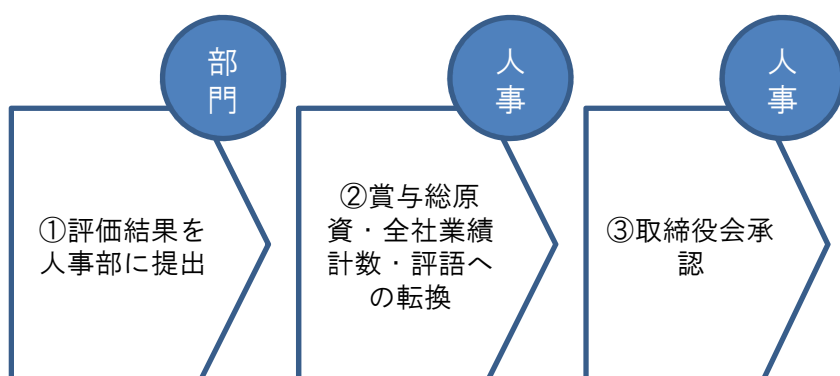 部
門
①評価結果を
人事部に提出
人
事
②賞与総原
資・全社業績
計数・評語へ
の転換
人
事
③取締役会承
認